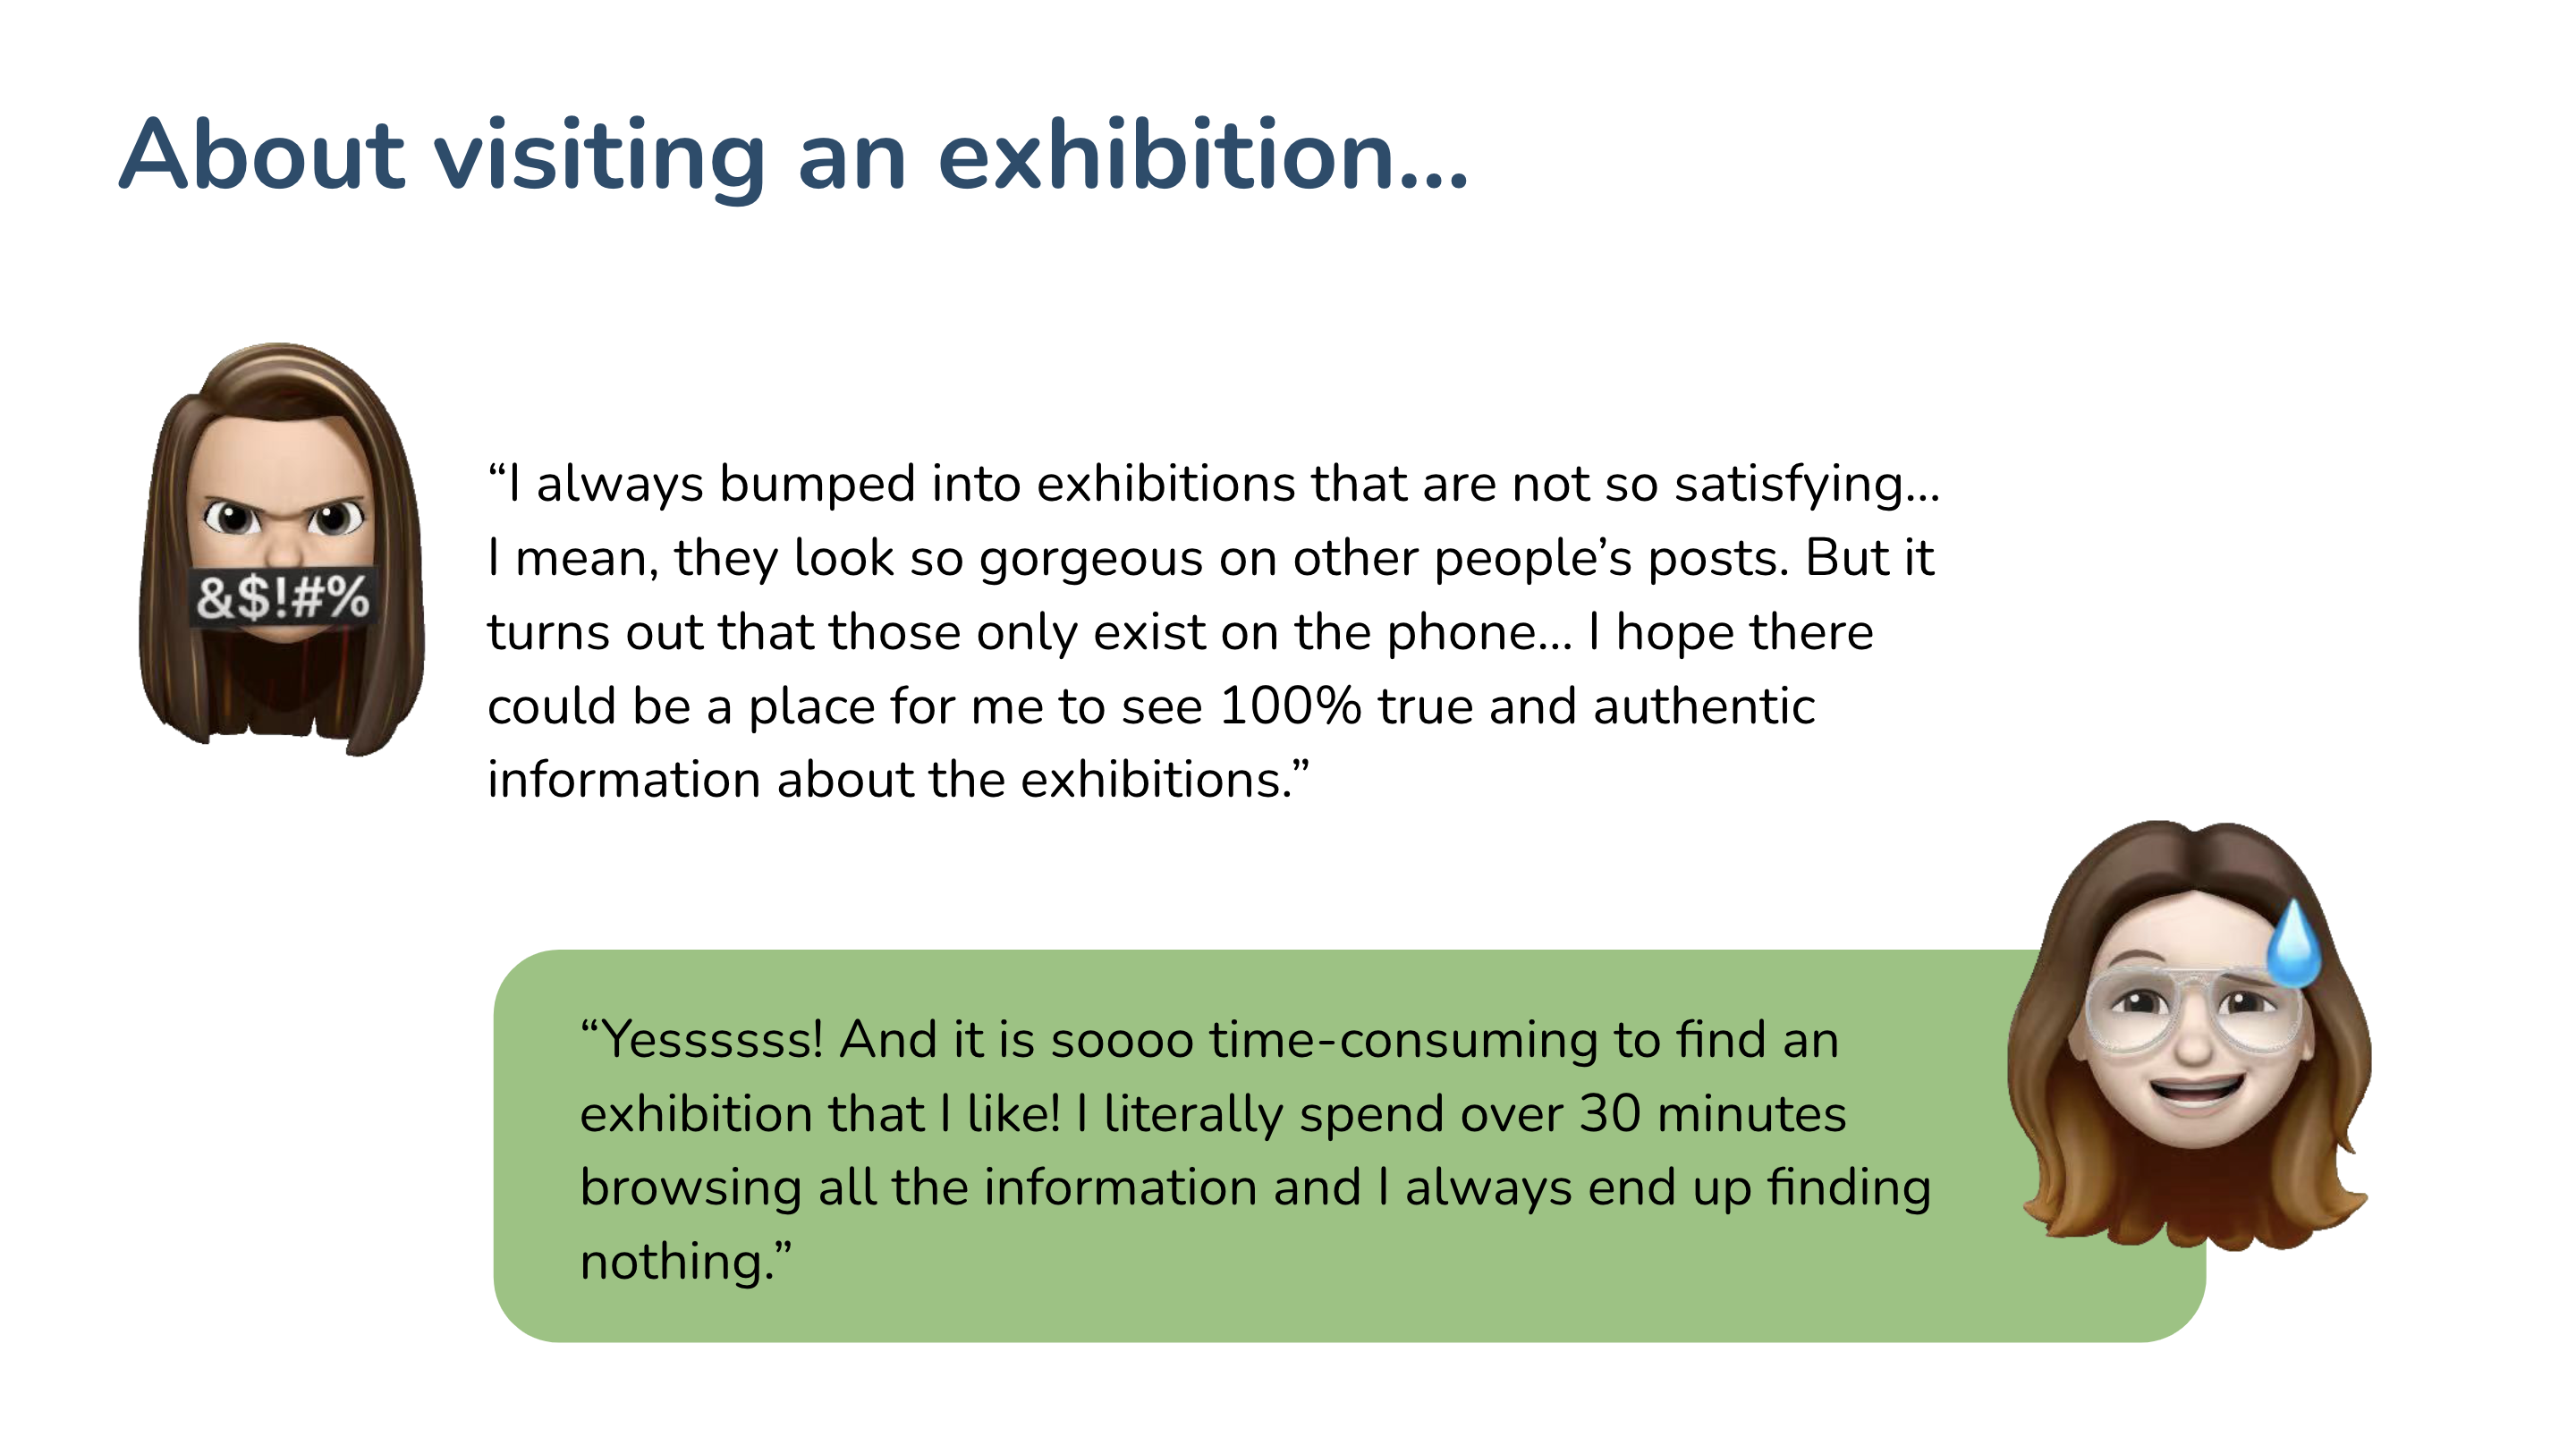 About visiting an exhibition...
“I always bumped into exhibitions that are not so satisfying...
I mean, they look so gorgeous on other people’s posts. But it
turns out that those only exist on the phone... I hope there
could be a place for me to see 100% true and authentic
information about the exhibitions.”
&$!#%
“Yessssss! And it is soooo time-consuming to find an
exhibition that I like! I literally spend over 30 minutes
browsing all the information and I always end up finding
nothing.”